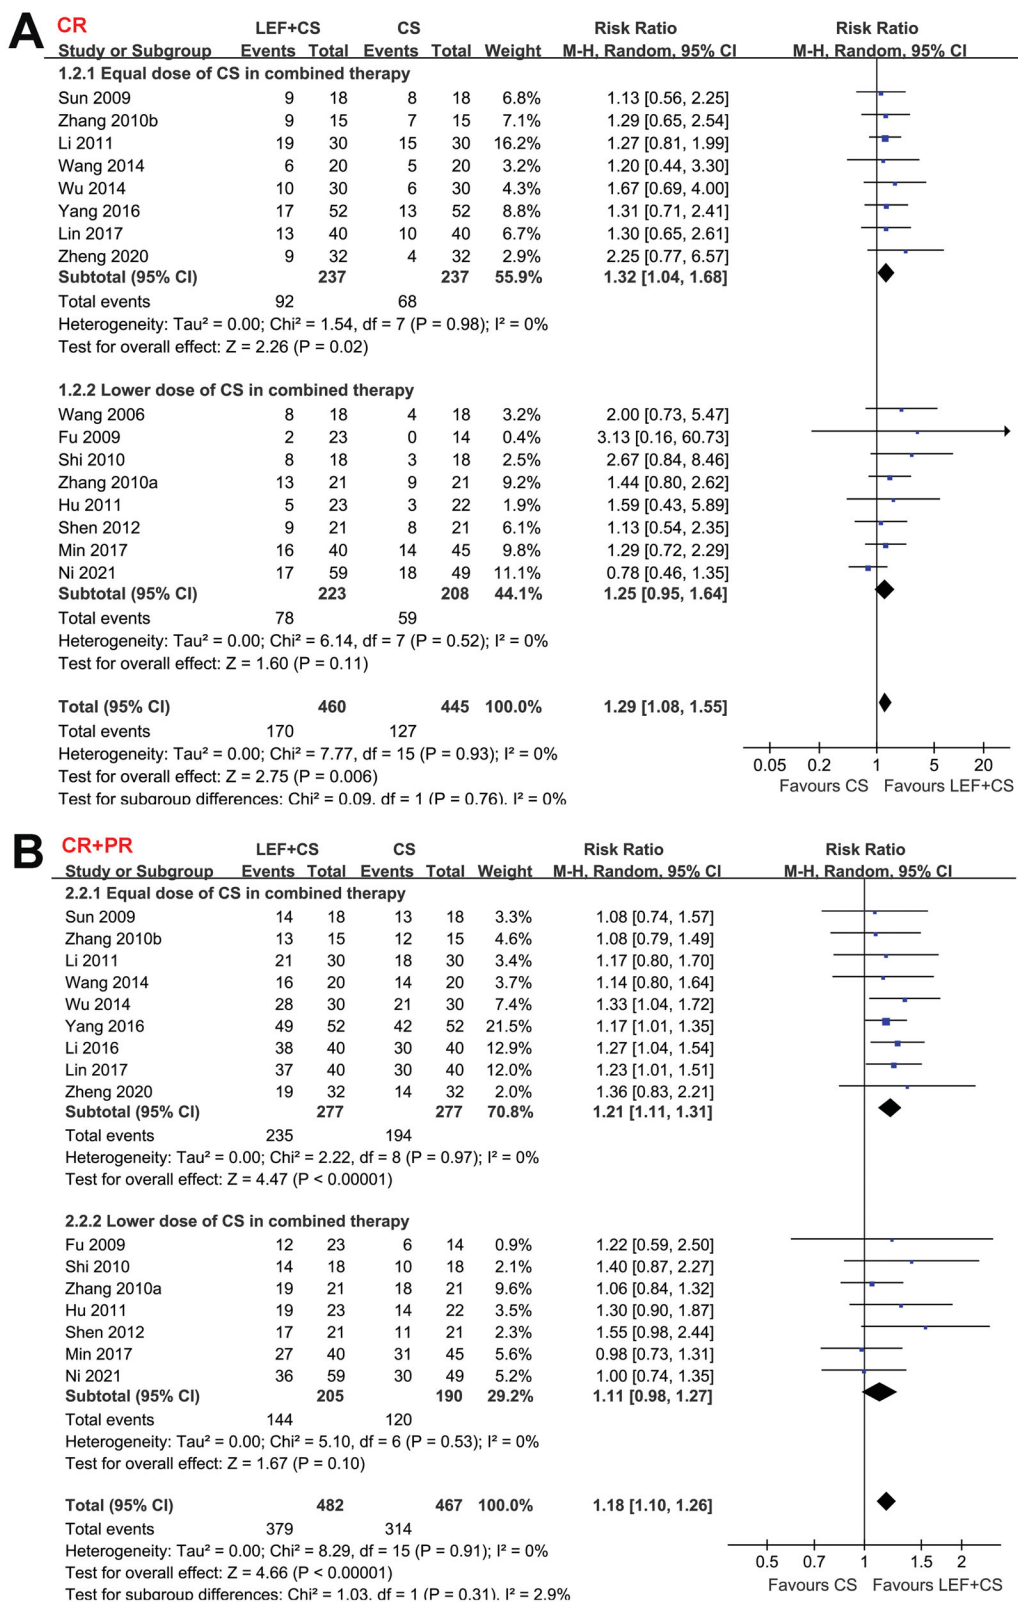 A CR
LEF+CS CS Risk Ratio Risk Ratio
Study or Subgroup Events Total Events Total Weight M-H, Random, 95% CI M-H, Random, 95% CI
1.2.1 Equal dose of CS in combined therapy
Sun 2009 9 18 8 18 6.8% 1.13 [0.56, 2.25]
Zhang 2010b 9 15 7 15 7.1% 1.29 [0.65, 2.54]
Li 2011 19 30 15 30 16.2% 1.27 [0.81, 1.99]
Wang 2014 6 20 5 20 3.2% 1.20 [0.44, 3.30]
Wu 2014 10 30 6 30 4.3% 1.67 [0.69, 4.00]
Yang 2016 17 52 13 52 8.8% 1.31 [0.71, 2.41]
Lin 2017 13 40 10 40 6.7% 1.30 [0.65, 2.61]
Zheng 2020 9 32 4 32 2.9% 2.25 [0.77, 6.57]
Subtotal (95% CI) 237 237 55.9% 1.32 [1.04, 1.68]
Total events 92 68
Heterogeneity: Tau² = 0.00; Chi² = 1.54, df = 7 (P = 0.98); I² = 0%
Test for overall effect: Z = 2.26 (P = 0.02)
1.2.2 Lower dose of CS in combined therapy
Wang 2006 8 18 4 18 3.2% 2.00 [0.73, 5.47]
Fu 2009 2 23 0 14 0.4% 3.13 [0.16, 60.73]
Shi 2010 8 18 3 18 2.5% 2.67 [0.84, 8.46]
Zhang 2010a 13 21 9 21 9.2% 1.44 [0.80, 2.62]
Hu 2011 5 23 3 22 1.9% 1.59 [0.43, 5.89]
Shen 2012 9 21 8 21 6.1% 1.13 [0.54, 2.35]
Min 2017 16 40 14 45 9.8% 1.29 [0.72, 2.29]
Ni 2021 17 59 18 49 11.1% 0.78 [0.46, 1.35]
Subtotal (95% CI) 223 208 44.1% 1.25 [0.95, 1.64]
Total events 78 59
Heterogeneity: Tau² = 0.00; Chi² = 6.14, df = 7 (P = 0.52); I² = 0%
Test for overall effect: Z = 1.60 (P = 0.11)
Total (95% CI) 460 445 100.0% 1.29 [1.08, 1.55]
Total events 170 127
Heterogeneity: Tau² = 0.00; Chi² = 7.77, df = 15 (P = 0.93); I² = 0%
Test for overall effect: Z = 2.75 (P = 0.006)
Test for subgroup differences: Chi² = 0.09, df = 1 (P = 0.76), I² = 0%
0.05 0.2 1 5 20
Favours CS Favours LEF+CS
B CR+PR
LEF+CS CS Risk Ratio Risk Ratio
Study or Subgroup Events Total Events Total Weight M-H, Random, 95% CI M-H, Random, 95% CI
2.2.1 Equal dose of CS in combined therapy
Sun 2009 14 18 13 18 3.3% 1.08 [0.74, 1.57]
Zhang 2010b 13 15 12 15 4.6% 1.08 [0.79, 1.49]
Li 2011 21 30 18 30 3.4% 1.17 [0.80, 1.70]
Wang 2014 16 20 14 20 3.7% 1.14 [0.80, 1.64]
Wu 2014 28 30 21 30 7.4% 1.33 [1.04, 1.72]
Yang 2016 49 52 42 52 21.5% 1.17 [1.01, 1.35]
Li 2016 38 40 30 40 12.9% 1.27 [1.04, 1.54]
Lin 2017 37 40 30 40 12.0% 1.23 [1.01, 1.51]
Zheng 2020 19 32 14 32 2.0% 1.36 [0.83, 2.21]
Subtotal (95% CI) 277 277 70.8% 1.21 [1.11, 1.31]
Total events 235 194
Heterogeneity: Tau² = 0.00; Chi² = 2.22, df = 8 (P = 0.97); I² = 0%
Test for overall effect: Z = 4.47 (P < 0.00001)
2.2.2 Lower dose of CS in combined therapy
Fu 2009 12 23 6 14 0.9% 1.22 [0.59, 2.50]
Shi 2010 14 18 10 18 2.1% 1.40 [0.87, 2.27]
Zhang 2010a 19 21 18 21 9.6% 1.06 [0.84, 1.32]
Hu 2011 19 23 14 22 3.5% 1.30 [0.90, 1.87]
Shen 2012 17 21 11 21 2.3% 1.55 [0.98, 2.44]
Min 2017 27 40 31 45 5.6% 0.98 [0.73, 1.31]
Ni 2021 36 59 30 49 5.2% 1.00 [0.74, 1.35]
Subtotal (95% CI) 205 190 29.2% 1.11 [0.98, 1.27]
Total events 144 120
Heterogeneity: Tau² = 0.00; Chi² = 5.10, df = 6 (P = 0.53); I² = 0%
Test for overall effect: Z = 1.67 (P = 0.10)
Total (95% CI) 482 467 100.0% 1.18 [1.10, 1.26]
Total events 379 314
Heterogeneity: Tau² = 0.00; Chi² = 8.29, df = 15 (P = 0.91); I² = 0%
Test for overall effect: Z = 4.66 (P < 0.00001)
Test for subgroup differences: Chi² = 1.03, df = 1 (P = 0.31), I² = 2.9%
0.5 0.7 1 1.5 2
Favours CS Favours LEF+CS